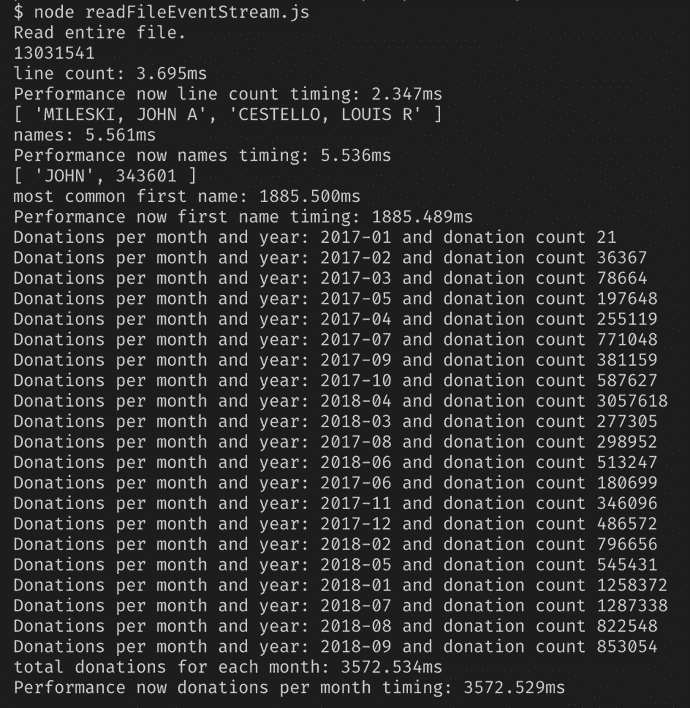 $ node readFileEventStream.js
Read entire file.
13031541
line count: 3.695ms
Performance now line count timing: 2.347ms
[ 'MILESKI, JOHN A', 'CESTELLO, LOUIS R' ]
names: 5.561ms
Performance now names timing: 5.536ms
[ 'JOHN', 343601 ]
most common first name: 1885.500ms
Performance now first name timing: 1885.489ms
Donations per month and year: 2017-01 and donation count 21
Donations per month and year: 2017-02 and donation count 36367
Donations per month and year: 2017-03 and donation count 78664
Donations per month and year: 2017-05 and donation count 197648
Donations per month and year: 2017-04 and donation count 255119
Donations per month and year: 2017-07 and donation count 771048
Donations per month and year: 2017-09 and donation count 381159
Donations per month and year: 2017-10 and donation count 587627
Donations per month and year: 2018-04 and donation count 3057618
Donations per month and year: 2018-03 and donation count 277305
Donations per month and year: 2017-08 and donation count 298952
Donations per month and year: 2018-06 and donation count 513247
Donations per month and year: 2017-06 and donation count 180699
Donations per month and year: 2017-11 and donation count 346096
Donations per month and year: 2017-12 and donation count 486572
Donations per month and year: 2018-02 and donation count 796656
Donations per month and year: 2018-05 and donation count 545431
Donations per month and year: 2018-01 and donation count 1258372
Donations per month and year: 2018-07 and donation count 1287338
Donations per month and year: 2018-08 and donation count 822548
Donations per month and year: 2018-09 and donation count 853054
total donations for each month: 3572.534ms
Performance now donations per month timing: 3572.529ms